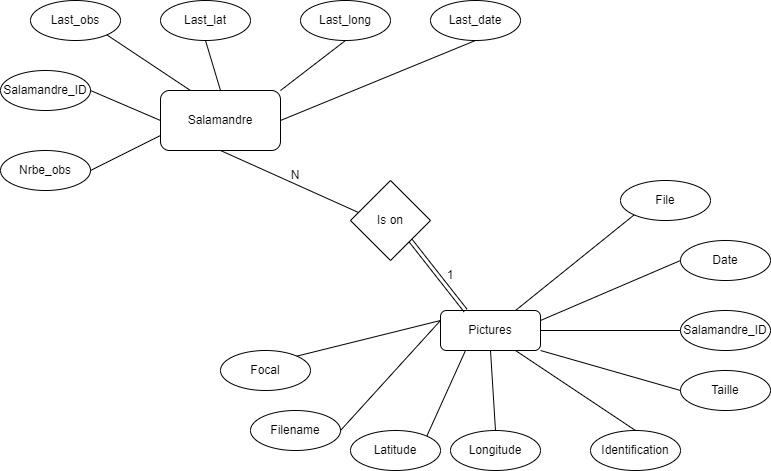 Last_obs
Last_lat
Last_long
Last_date
Salamandre_ID
Salamandre
Nrbe_obs
N
Is on
File
Date
1
Pictures
Salamandre_ID
Focal
Taille
Filename
Latitude
Longitude
Identification